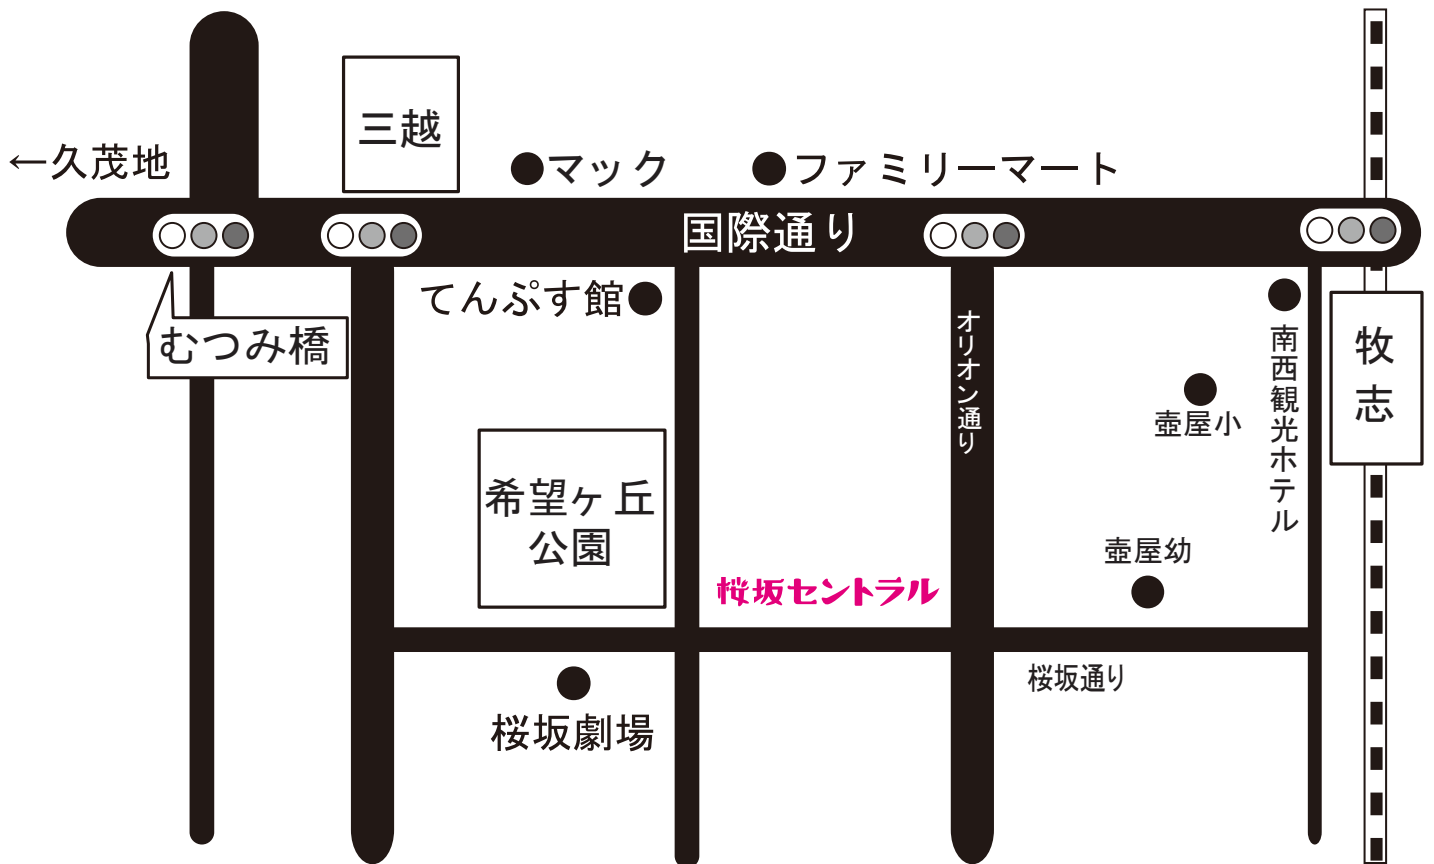 三越
←久茂地
マック
ファミリーマート
国際通り
てんぷす館
むつみ橋
オリオン通り
南西観光ホテル
牧志
壺屋小
希望ヶ丘
公園
壺屋幼
桜坂セントラル
桜坂通り
桜坂劇場